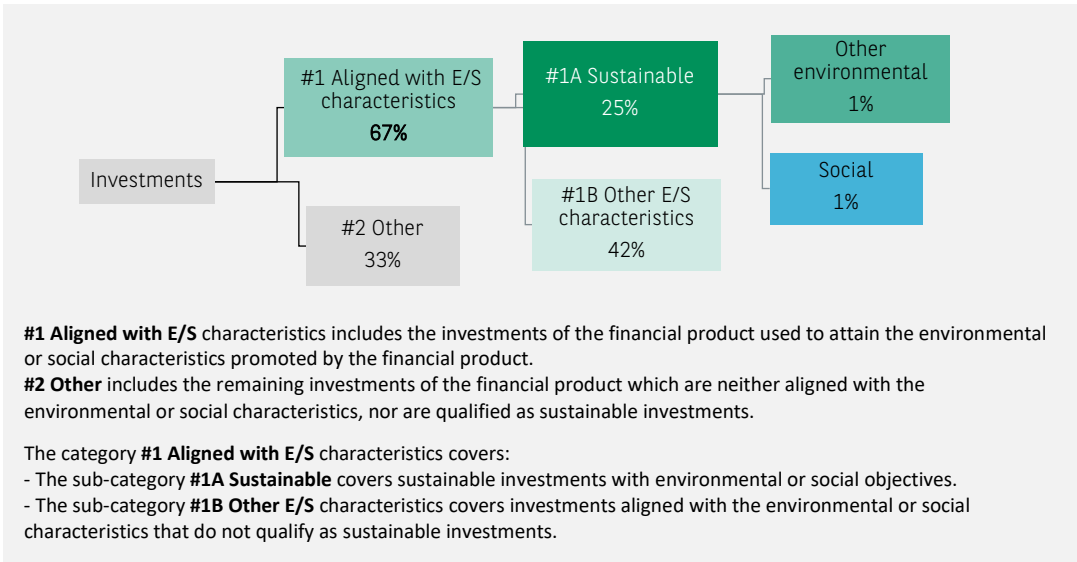 Investments
#1 Aligned with E/S
characteristics
67%
#2 Other
33%
#1A Sustainable
25%
#1B Other E/S
characteristics
42%
Other
environmental
1%
Social
1%
#1 Aligned with E/S characteristics includes the investments of the financial product used to attain the environmental
or social characteristics promoted by the financial product.
#2 Other includes the remaining investments of the financial product which are neither aligned with the
environmental or social characteristics, nor are qualified as sustainable investments.
The category #1 Aligned with E/S characteristics covers:
- The sub-category #1A Sustainable covers sustainable investments with environmental or social objectives.
- The sub-category #1B Other E/S characteristics covers investments aligned with the environmental or social
characteristics that do not qualify as sustainable investments.